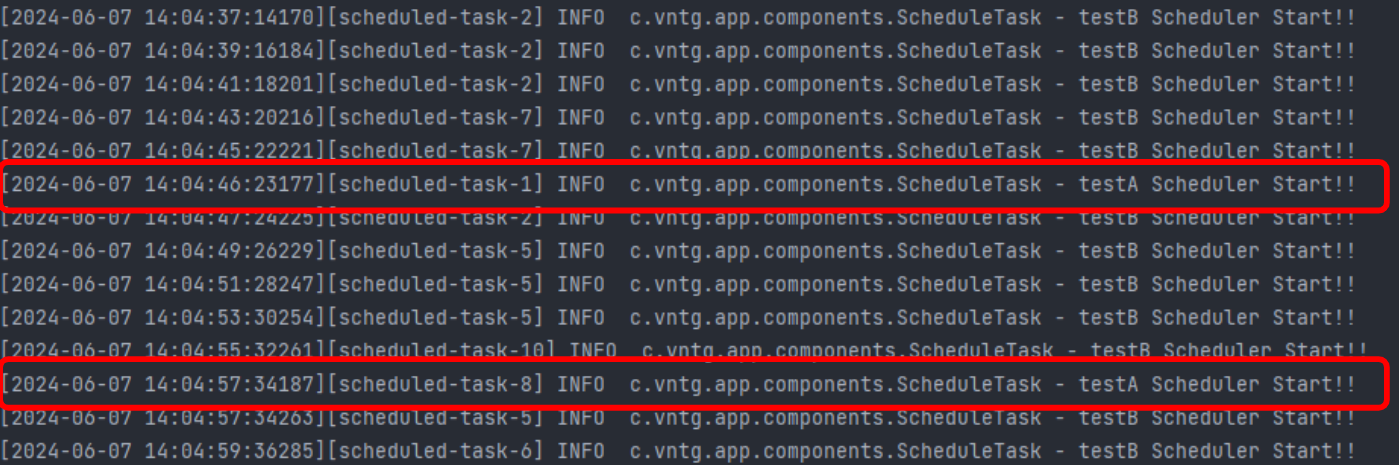 [2024-06-07 14:04:37:14170][scheduled-task-2] INFO  c.vntg.app.components.ScheduleTask - testB Scheduler Start!!
[2024-06-07 14:04:39:16184][scheduled-task-2] INFO  c.vntg.app.components.ScheduleTask - testB Scheduler Start!!
[2024-06-07 14:04:41:18201][scheduled-task-2] INFO  c.vntg.app.components.ScheduleTask - testB Scheduler Start!!
[2024-06-07 14:04:43:20216][scheduled-task-7] INFO  c.vntg.app.components.ScheduleTask - testB Scheduler Start!!
[2024-06-07 14:04:45:22221][scheduled-task-7] INFO  c.vntg.app.components.ScheduleTask - testB Scheduler Start!!
[2024-06-07 14:04:46:23177][scheduled-task-1] INFO  c.vntg.app.components.ScheduleTask - testA Scheduler Start!!
[2024-06-07 14:04:47:24225][scheduled-task-2] INFO  c.vntg.app.components.ScheduleTask - testB Scheduler Start!!
[2024-06-07 14:04:49:26229][scheduled-task-5] INFO  c.vntg.app.components.ScheduleTask - testB Scheduler Start!!
[2024-06-07 14:04:51:28247][scheduled-task-5] INFO  c.vntg.app.components.ScheduleTask - testB Scheduler Start!!
[2024-06-07 14:04:53:30254][scheduled-task-5] INFO  c.vntg.app.components.ScheduleTask - testB Scheduler Start!!
[2024-06-07 14:04:55:32261][scheduled-task-10] INFO  c.vntg.app.components.ScheduleTask - testB Scheduler Start!!
[2024-06-07 14:04:57:34187][scheduled-task-8] INFO  c.vntg.app.components.ScheduleTask - testA Scheduler Start!!
[2024-06-07 14:04:57:34263][scheduled-task-5] INFO  c.vntg.app.components.ScheduleTask - testB Scheduler Start!!
[2024-06-07 14:04:59:36285][scheduled-task-6] INFO  c.vntg.app.components.ScheduleTask - testB Scheduler Start!!